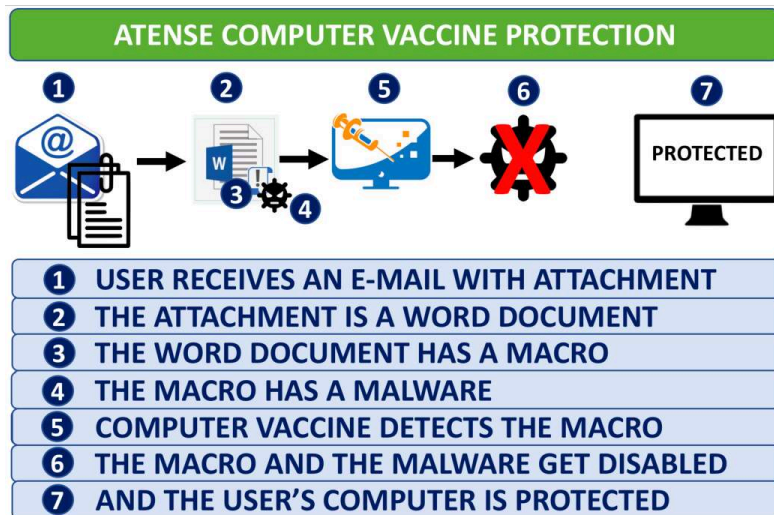 ATENSE COMPUTER VACCINE PROTECTION
1 2 5 6 7
@
W
!
3
4
PROTECTED
1 USER RECEIVES AN E-MAIL WITH ATTACHMENT
2 THE ATTACHMENT IS A WORD DOCUMENT
3 THE WORD DOCUMENT HAS A MACRO
4 THE MACRO HAS A MALWARE
5 COMPUTER VACCINE DETECTS THE MACRO
6 THE MACRO AND THE MALWARE GET DISABLED
7 AND THE USER'S COMPUTER IS PROTECTED